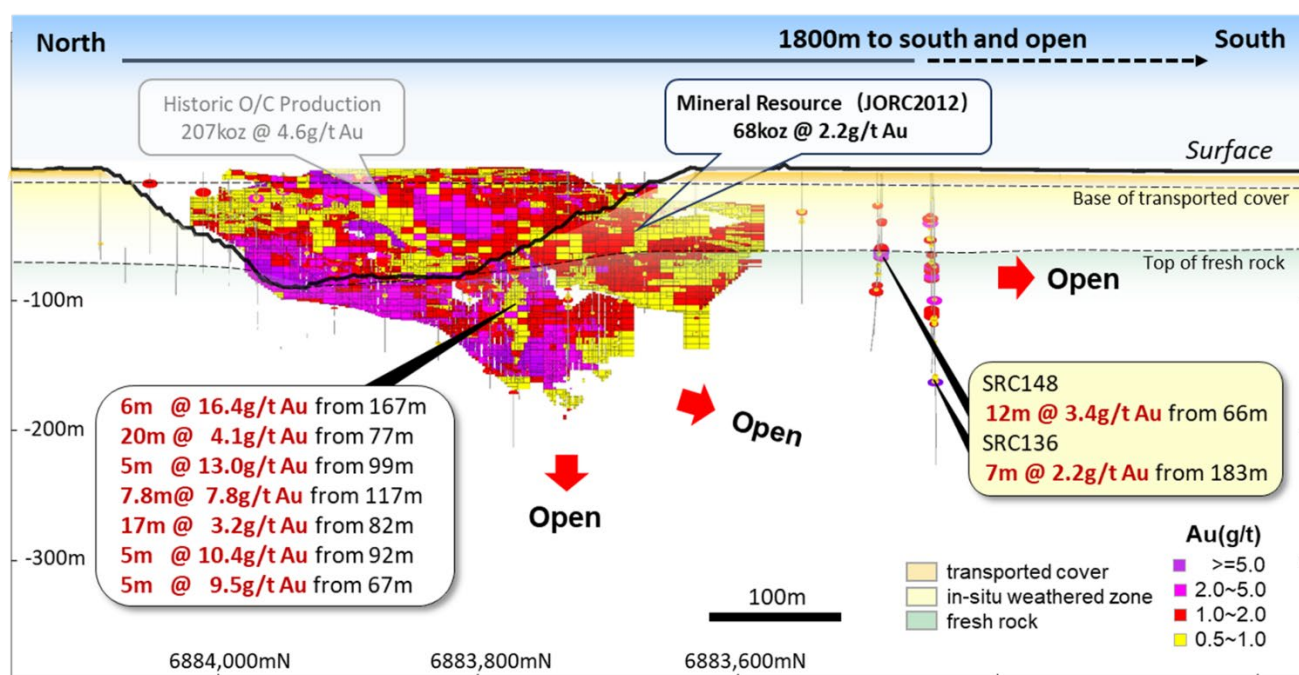 North
1800m to south and open
South
Historic O/C Production
207koz @ 4.6g/t Au
Mineral Resource (JORC2012)
68koz @ 2.2g/t Au
Surface
Base of transported cover
Top of fresh rock
-100m
Open
6m @ 16.4g/t Au from 167m
20m @ 4.1g/t Au from 77m
5m @ 13.0g/t Au from 99m
7.8m@ 7.8g/t Au from 117m
17m @ 3.2g/t Au from 82m
5m @ 10.4g/t Au from 92m
5m @ 9.5g/t Au from 67m
SRC148
12m @ 3.4g/t Au from 66m
SRC136
7m @ 2.2g/t Au from 183m
-200m
Open
Open
-300m
transported cover
in-situ weathered zone
fresh rock
Au(g/t)
>=5.0
2.0~5.0
1.0~2.0
0.5~1.0
100m
6884,000mN
6883,800mN
6883,600mN